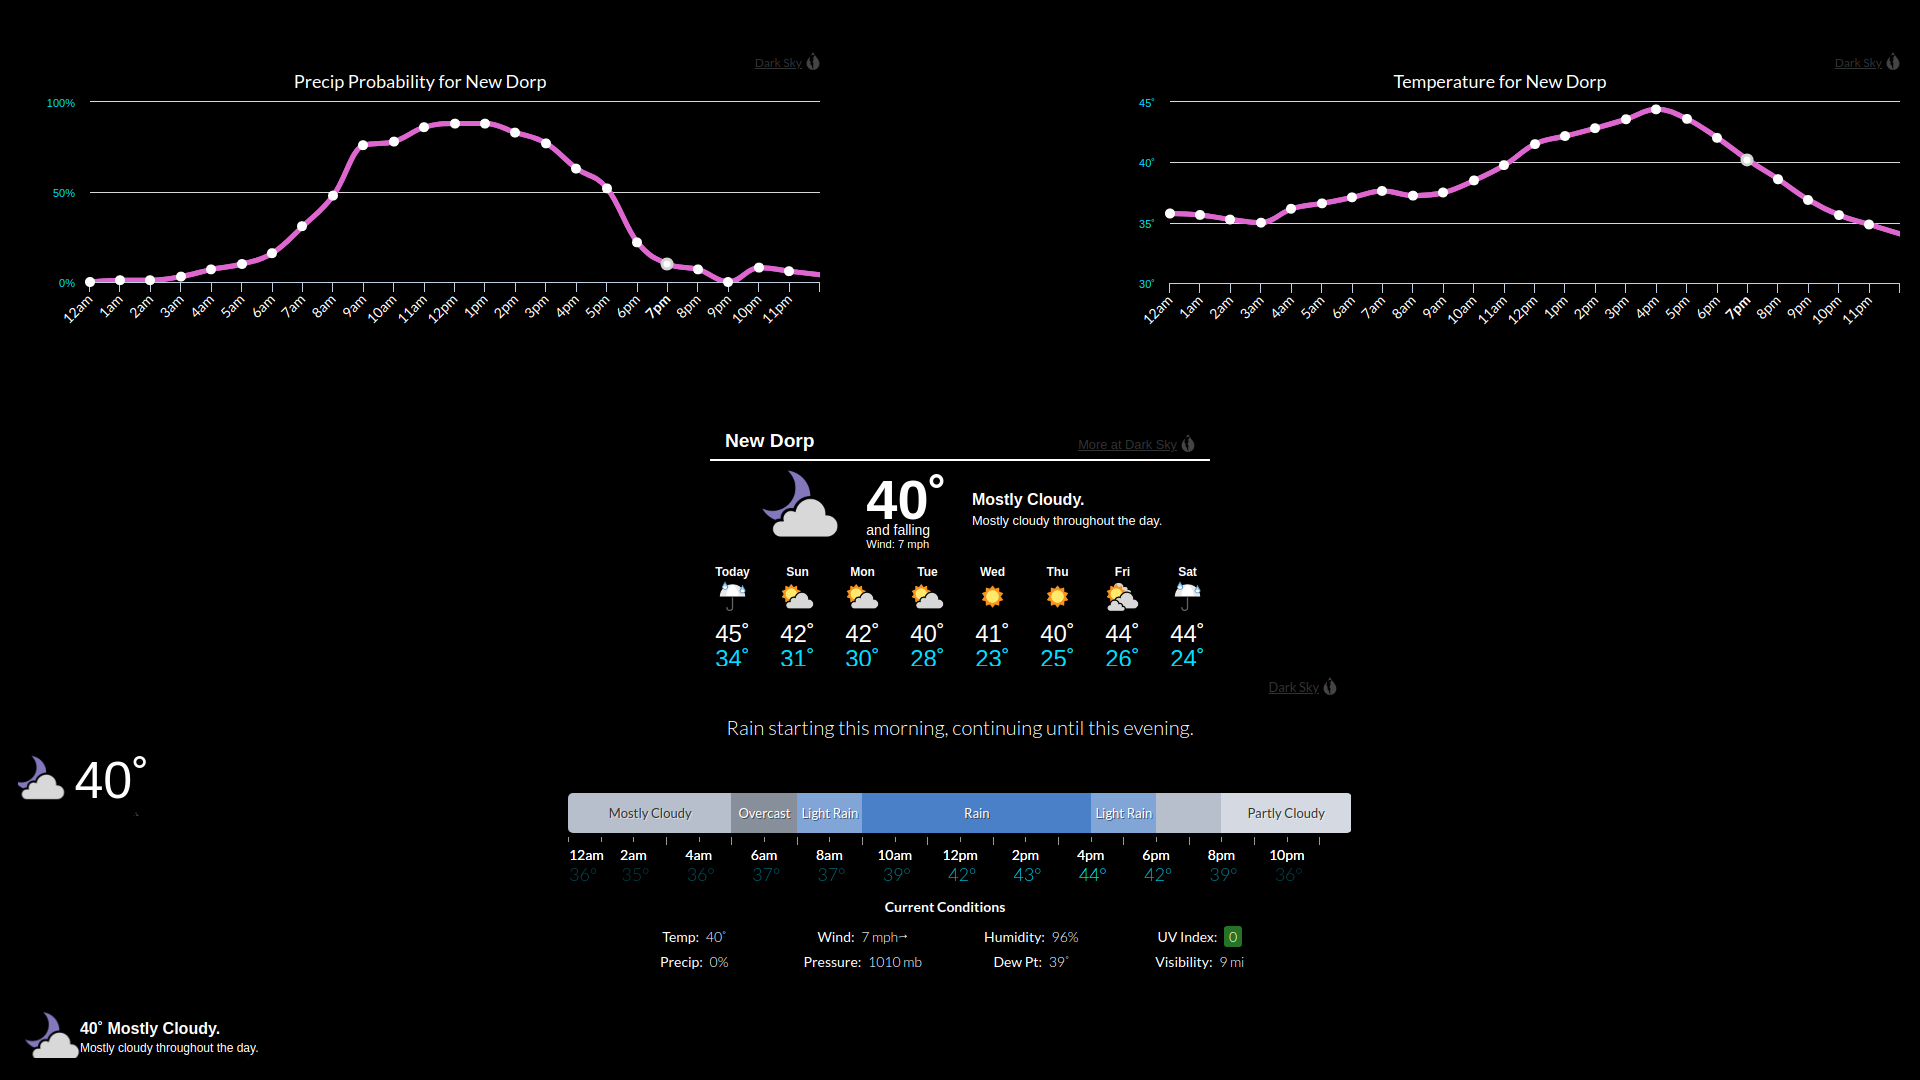 Dark Sky
Precip Probability for New Dorp
100%
50%
0%
12am 1am 2am 3am 4am 5am 6am 7am 8am 9am 10am 11am 12pm 1pm 2pm 3pm 4pm 5pm 6pm 7pm 8pm 9pm 10pm 11pm
Dark Sky
Temperature for New Dorp
45˚
40˚
35˚
30˚
12am 1am 2am 3am 4am 5am 6am 7am 8am 9am 10am 11am 12pm 1pm 2pm 3pm 4pm 5pm 6pm 7pm 8pm 9pm 10pm 11pm
New Dorp More at Dark Sky
40˚
and falling
Wind: 7 mph
Mostly Cloudy.
Mostly cloudy throughout the day.
Today Sun Mon Tue Wed Thu Fri Sat
45˚ 42˚ 42˚ 40˚ 41˚ 40˚ 44˚ 44˚
34˚ 31˚ 30˚ 28˚ 23˚ 25˚ 26˚ 24˚
Dark Sky
Rain starting this morning, continuing until this evening.
40˚
Mostly Cloudy Overcast Light Rain Rain Light Rain Partly Cloudy
12am 2am 4am 6am 8am 10am 12pm 2pm 4pm 6pm 8pm 10pm
36° 35° 36° 37° 37° 39° 42° 43° 44° 42° 39° 36°
Current Conditions
Temp: 40˚ Wind: 7 mph→ Humidity: 96% UV Index: 0
Precip: 0% Pressure: 1010 mb Dew Pt: 39˚ Visibility: 9 mi
40˚ Mostly Cloudy.
Mostly cloudy throughout the day.